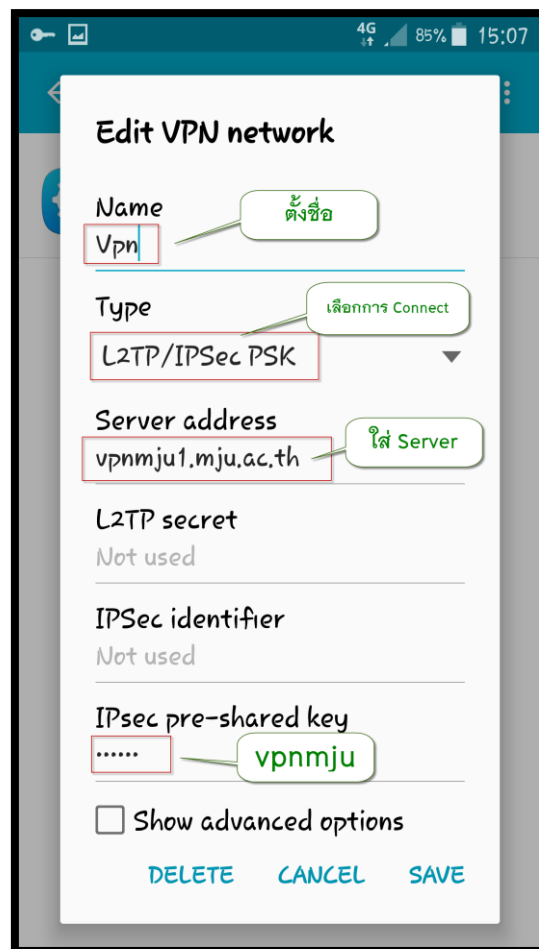 4G 85% 15:07
Edit VPN network
Name
ตั้งชื่อ
Vpn
Type
เลือกการ Connect
L2TP/IPSec PSK
Server address
ใส่ Server
vpnmju1.mju.ac.th
L2TP secret
Not used
IPSec identifier
Not used
IPsec pre-shared key
......
vpnmju
Show advanced options
DELETE CANCEL SAVE